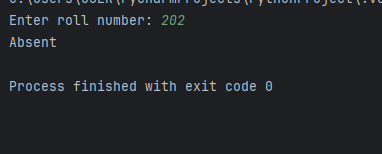 Enter roll number: 202
Absent
Process finished with exit code 0